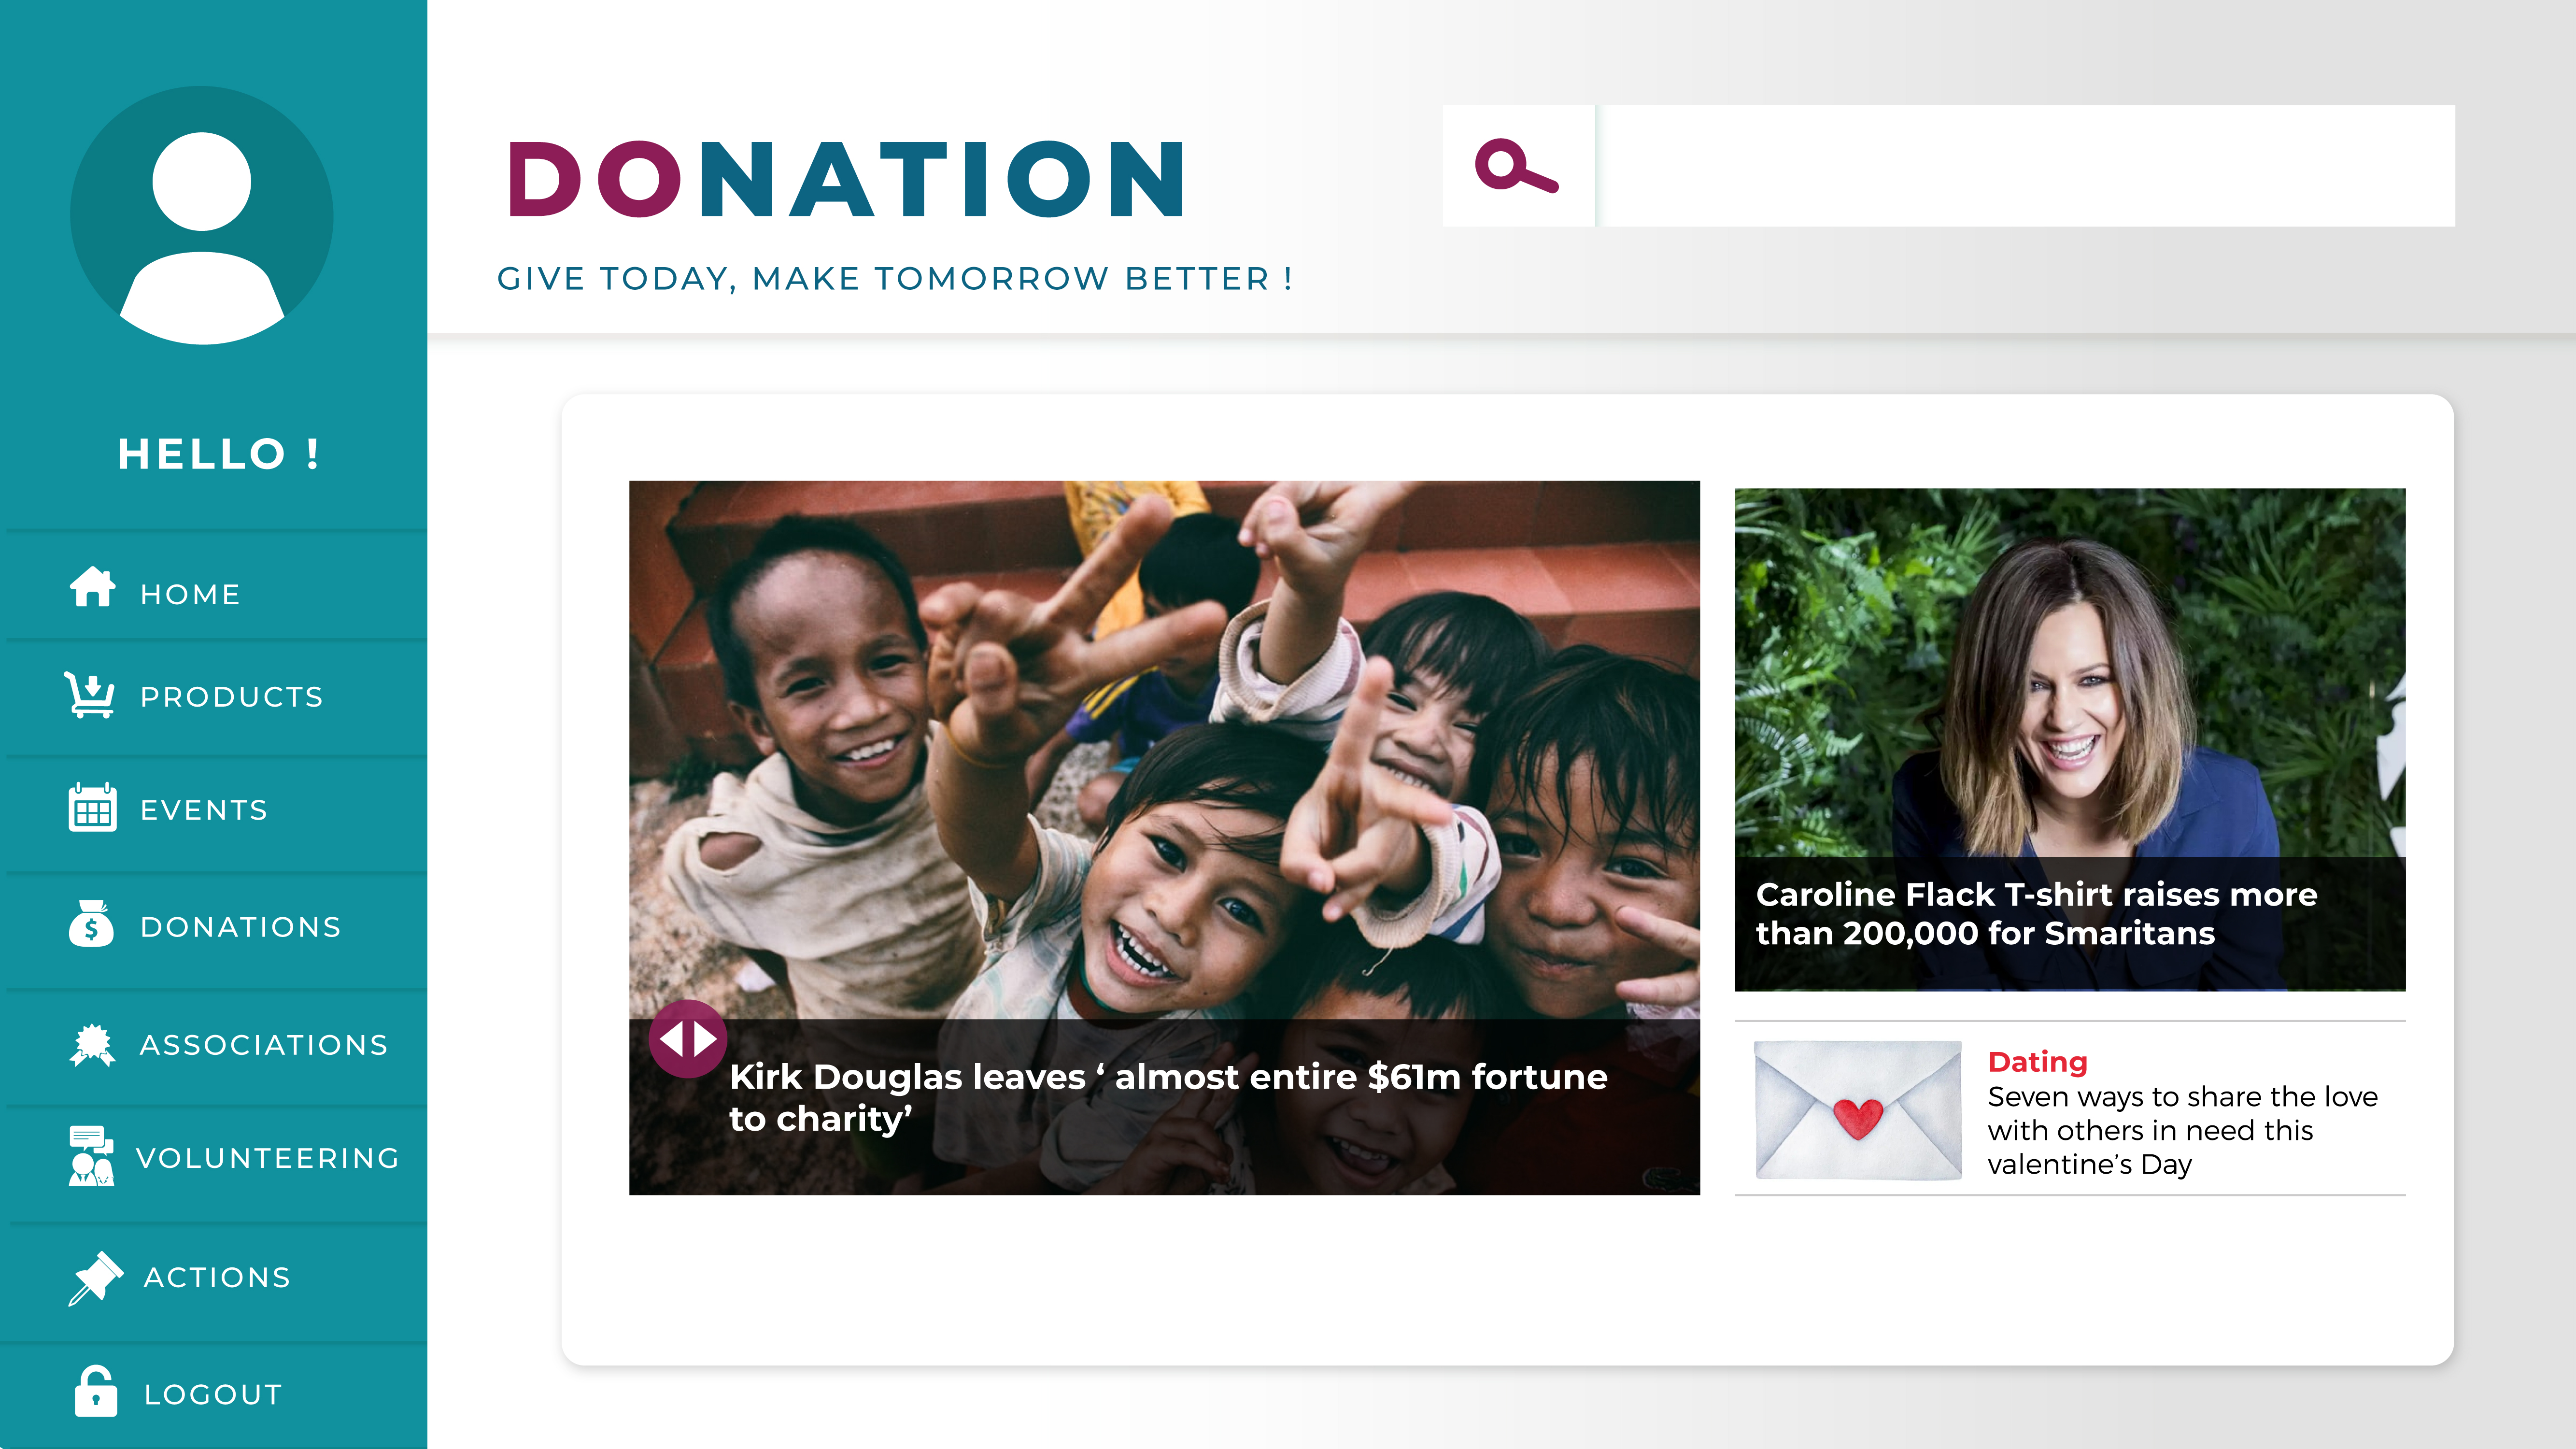 DONATION
GIVE TODAY, MAKE TOMORROW BETTER !
HELLO !
HOME
PRODUCTS
EVENTS
$
DONATIONS
ASSOCIATIONS
VOLUNTEERING
ACTIONS
LOGOUT
Kirk Douglas leaves ‘ almost entire $61m fortune
to charity’
Caroline Flack T-shirt raises more
than 200,000 for Smaritans
Dating
Seven ways to share the love
with others in need this
valentine’s Day